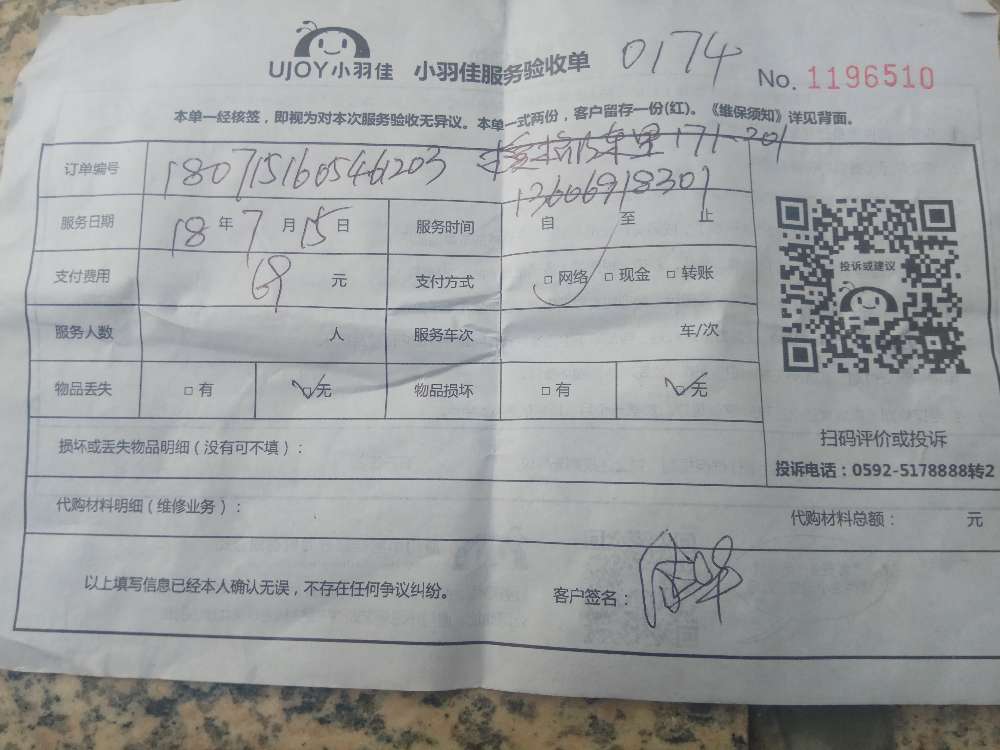 UJOY小羽佳 小羽佳服务验收单 0174 No. 1196510
本单一经核签，即视为对本次服务验收无异议。本单一式两份，客户留存一份(红)。《维保须知》详见背面。
订单编号 1807151605461203 171-201
13606918301
服务日期 18 年 7 月 15 日 服务时间 自 至 止
支付费用 元 支付方式 □ 网络 □ 现金 □ 转账
投诉或建议
服务人数 人 服务车次 车/次
物品丢失 □ 有 □ 无 物品损坏 □ 有 □ 无
扫码评价或投诉
损坏或丢失物品明细（没有可不填）：
投诉电话：0592-5178888转2
代购材料明细（维修业务）： 代购材料总额： 元
以上填写信息已经本人确认无误，不存在任何争议纠纷。 客户签名：